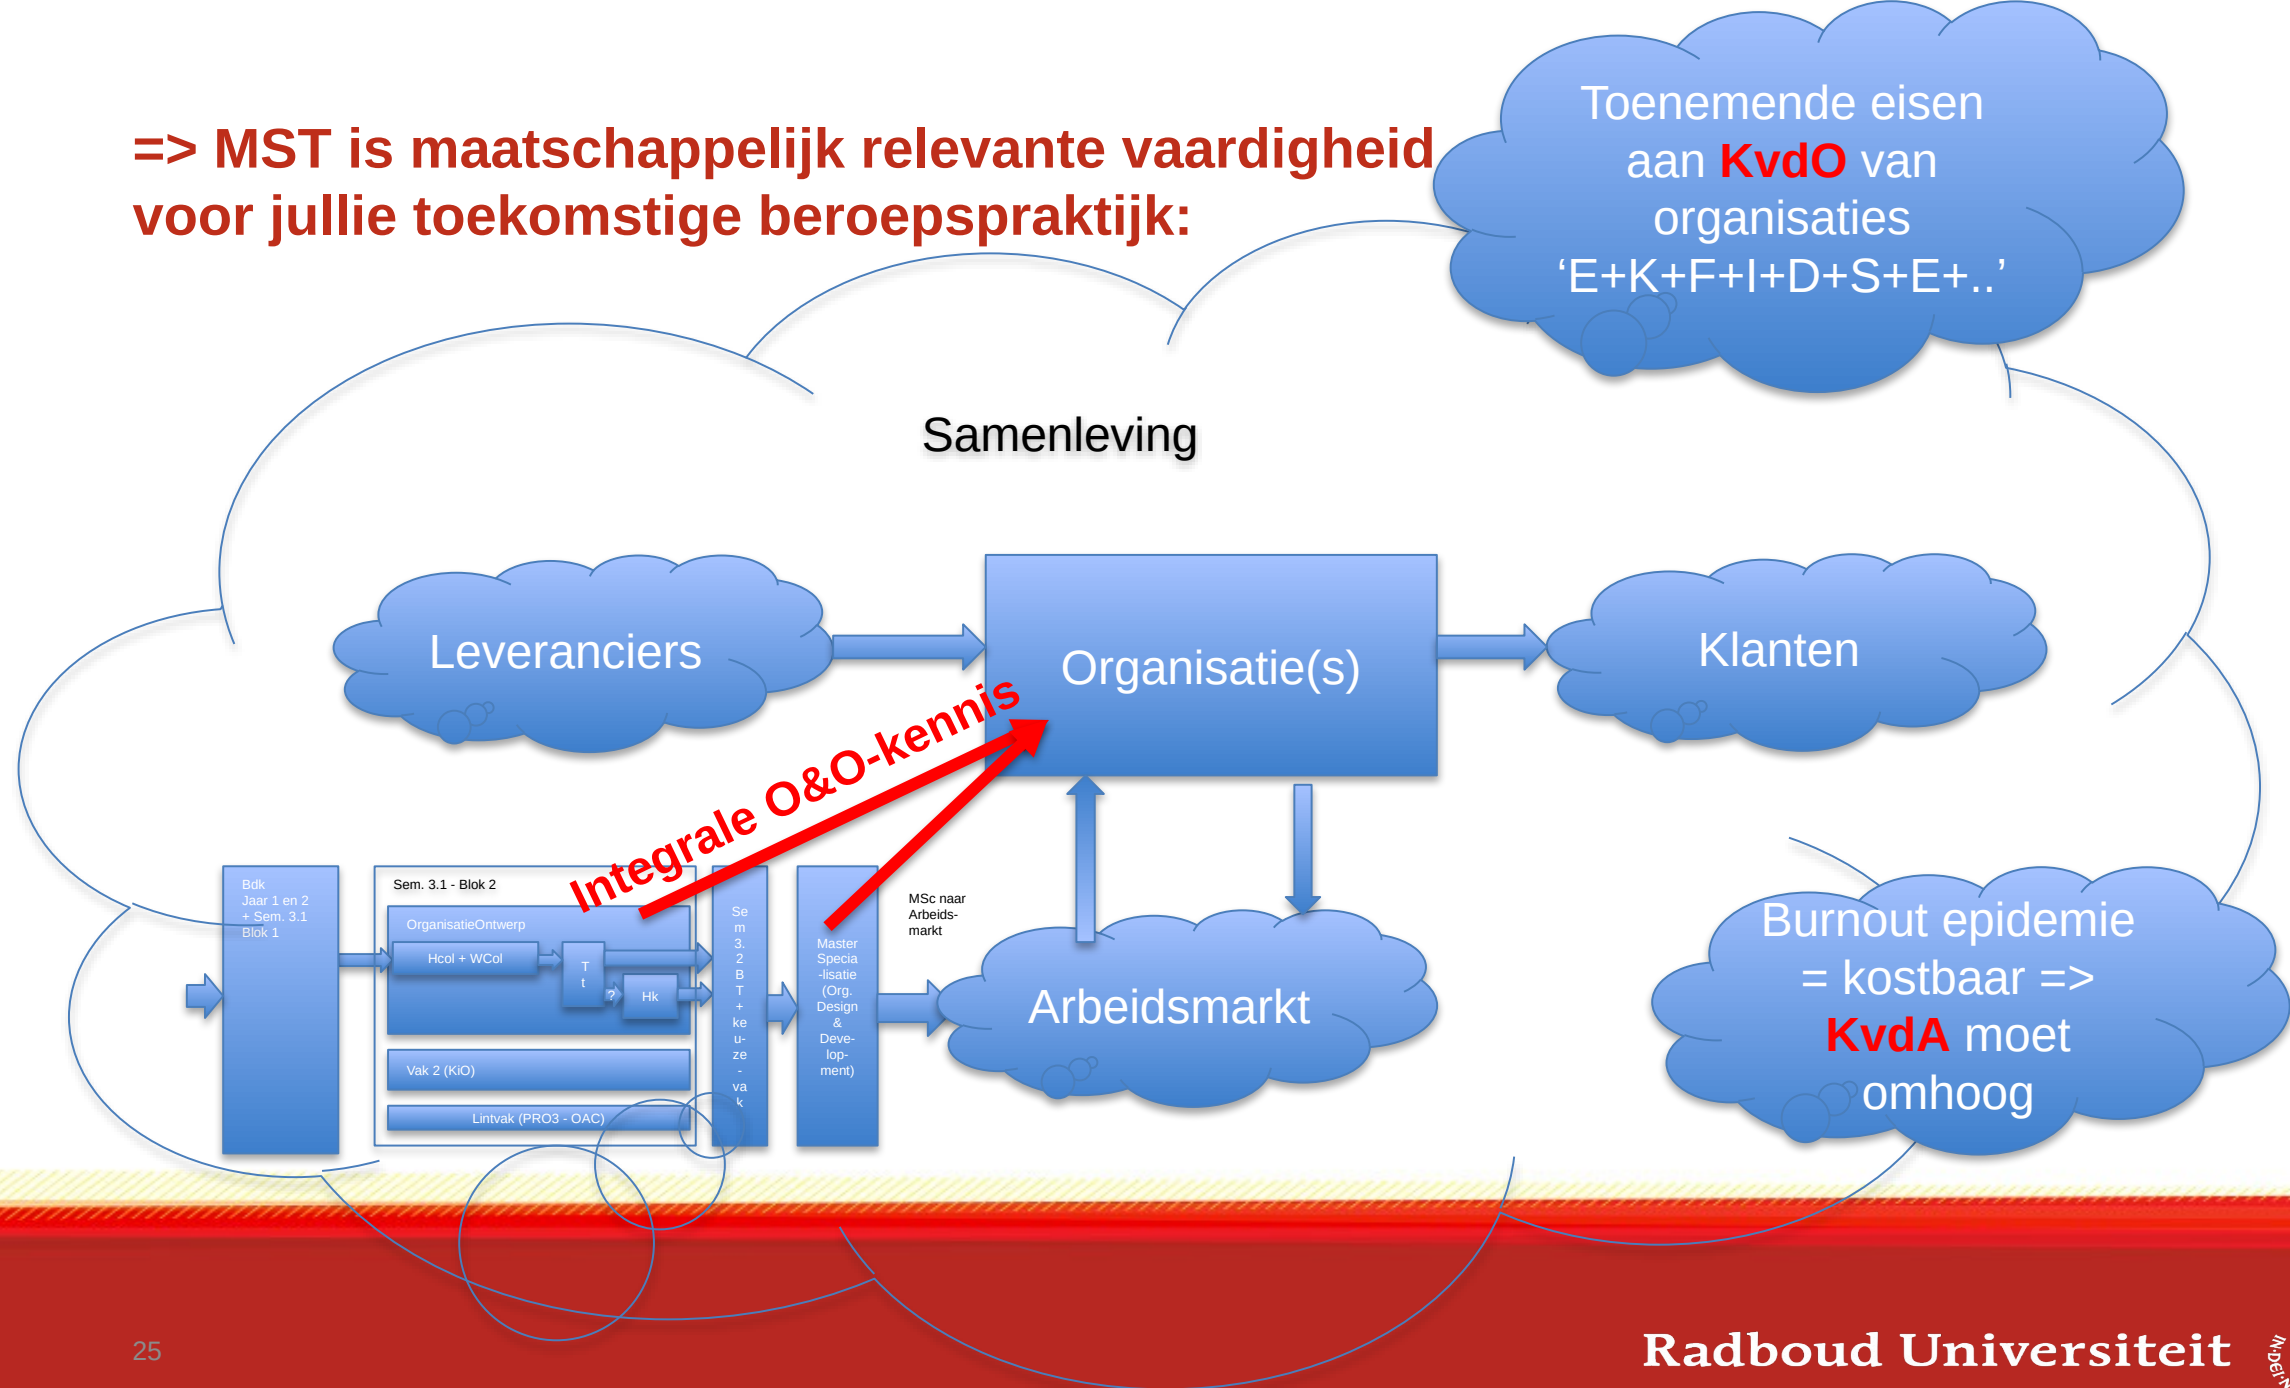 => MST is maatschappelijk relevante vaardigheid
voor jullie toekomstige beroepspraktijk:
Toenemende eisen
aan KvdO van
organisaties
‘E+K+F+I+D+S+E+..’
Samenleving
Leveranciers
Organisatie(s)
Klanten
Integrale O&O-kennis
Bdk
Jaar 1 en 2
+ Sem. 3.1
Blok 1
Sem. 3.1 - Blok 2
OrganisatieOntwerp
Hcol + WCol
T
t
?
Hk
Vak 2 (KiO)
Lintvak (PRO3 - OAC)
Se
m
3.
2
B
T
+
ke
u-
ze
-
va
k
Master
Specia
-lisatie
(Org.
Design
&
Deve-
lop-
ment)
MSc naar
Arbeids-
markt
Arbeidsmarkt
Burnout epidemie
= kostbaar =>
KvdA moet
omhoog
25
Radboud Universiteit
IN·DEI·N